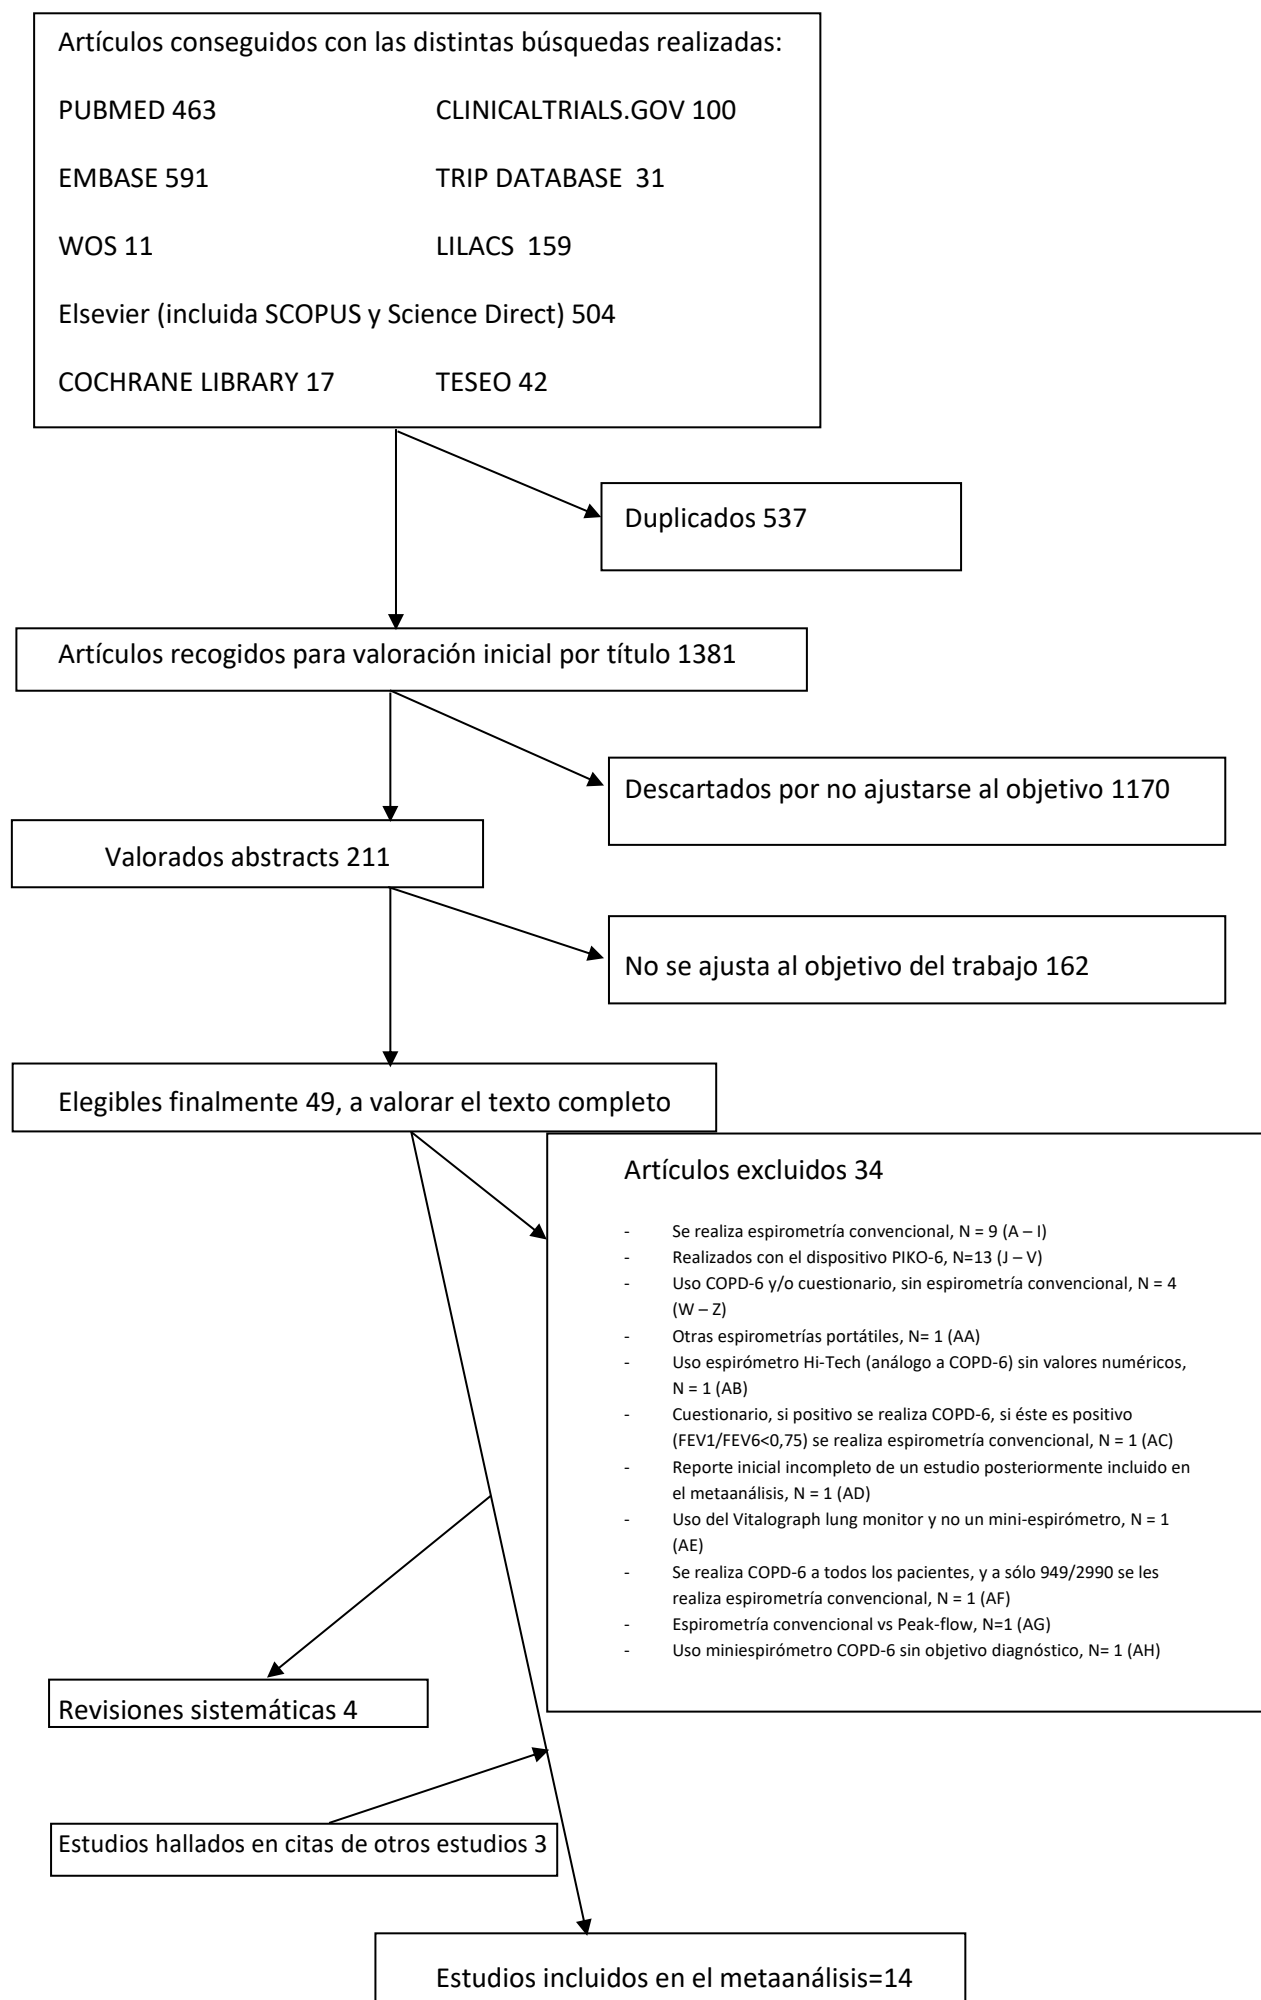 Artículos conseguidos con las distintas búsquedas realizadas:
PUBMED 463 CLINICALTRIALS.GOV 100
EMBASE 591 TRIP DATABASE 31
WOS 11 LILACS 159
Elsevier (incluida SCOPUS y Science Direct) 504
COCHRANE LIBRARY 17 TESEO 42
Duplicados 537
Artículos recogidos para valoración inicial por título 1381
Descartados por no ajustarse al objetivo 1170
Valorados abstracts 211
No se ajusta al objetivo del trabajo 162
Elegibles finalmente 49, a valorar el texto completo
Artículos excluidos 34
- Se realiza espirometría convencional, N = 9 (A – I)
- Realizados con el dispositivo PIKO-6, N=13 (J – V)
- Uso COPD-6 y/o cuestionario, sin espirometría convencional, N = 4
(W – Z)
- Otras espirometrías portátiles, N= 1 (AA)
- Uso espirómetro Hi-Tech (análogo a COPD-6) sin valores numéricos,
N = 1 (AB)
- Cuestionario, si positivo se realiza COPD-6, si éste es positivo
(FEV1/FEV6<0,75) se realiza espirometría convencional, N = 1 (AC)
- Reporte inicial incompleto de un estudio posteriormente incluido en
el metaanálisis, N = 1 (AD)
- Uso del Vitalograph lung monitor y no un mini-espirómetro, N = 1
(AE)
- Se realiza COPD-6 a todos los pacientes, y a sólo 949/2990 se les
realiza espirometría convencional, N = 1 (AF)
- Espirometría convencional vs Peak-flow, N=1 (AG)
- Uso miniespirómetro COPD-6 sin objetivo diagnóstico, N= 1 (AH)
Revisiones sistemáticas 4
Estudios hallados en citas de otros estudios 3
Estudios incluidos en el metaanálisis=14